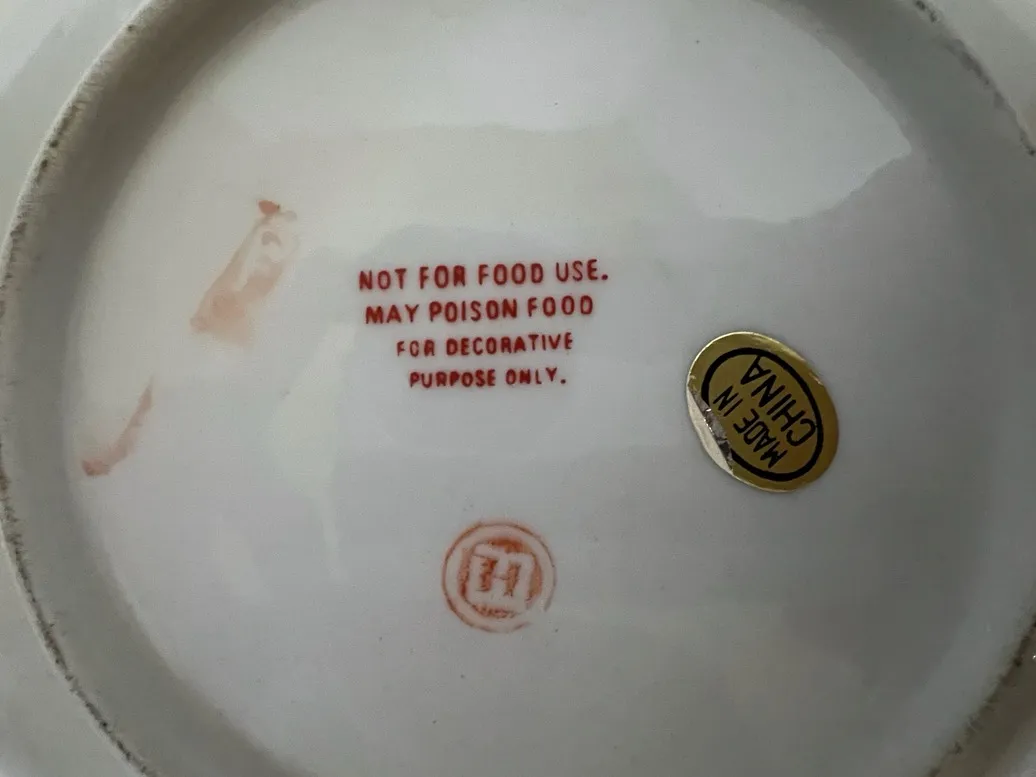 NOT FOR FOOD USE.
MAY POISON FOOD
FOR DECORATIVE
PURPOSE ONLY.
MADE IN
CHINA
H